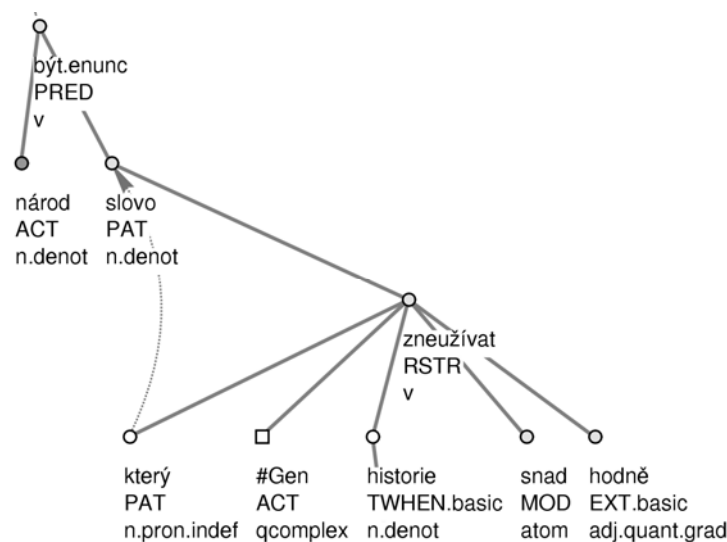 být.enunc
PRED
v
národ
ACT
n.denot
slovo
PAT
n.denot
zneužívat
RSTR
v
který
PAT
n.pron.indef
#Gen
ACT
qcomplex
historie
TWHEN.basic
n.denot
snad
MOD
atom
hodně
EXT.basic
adj.quant.grad